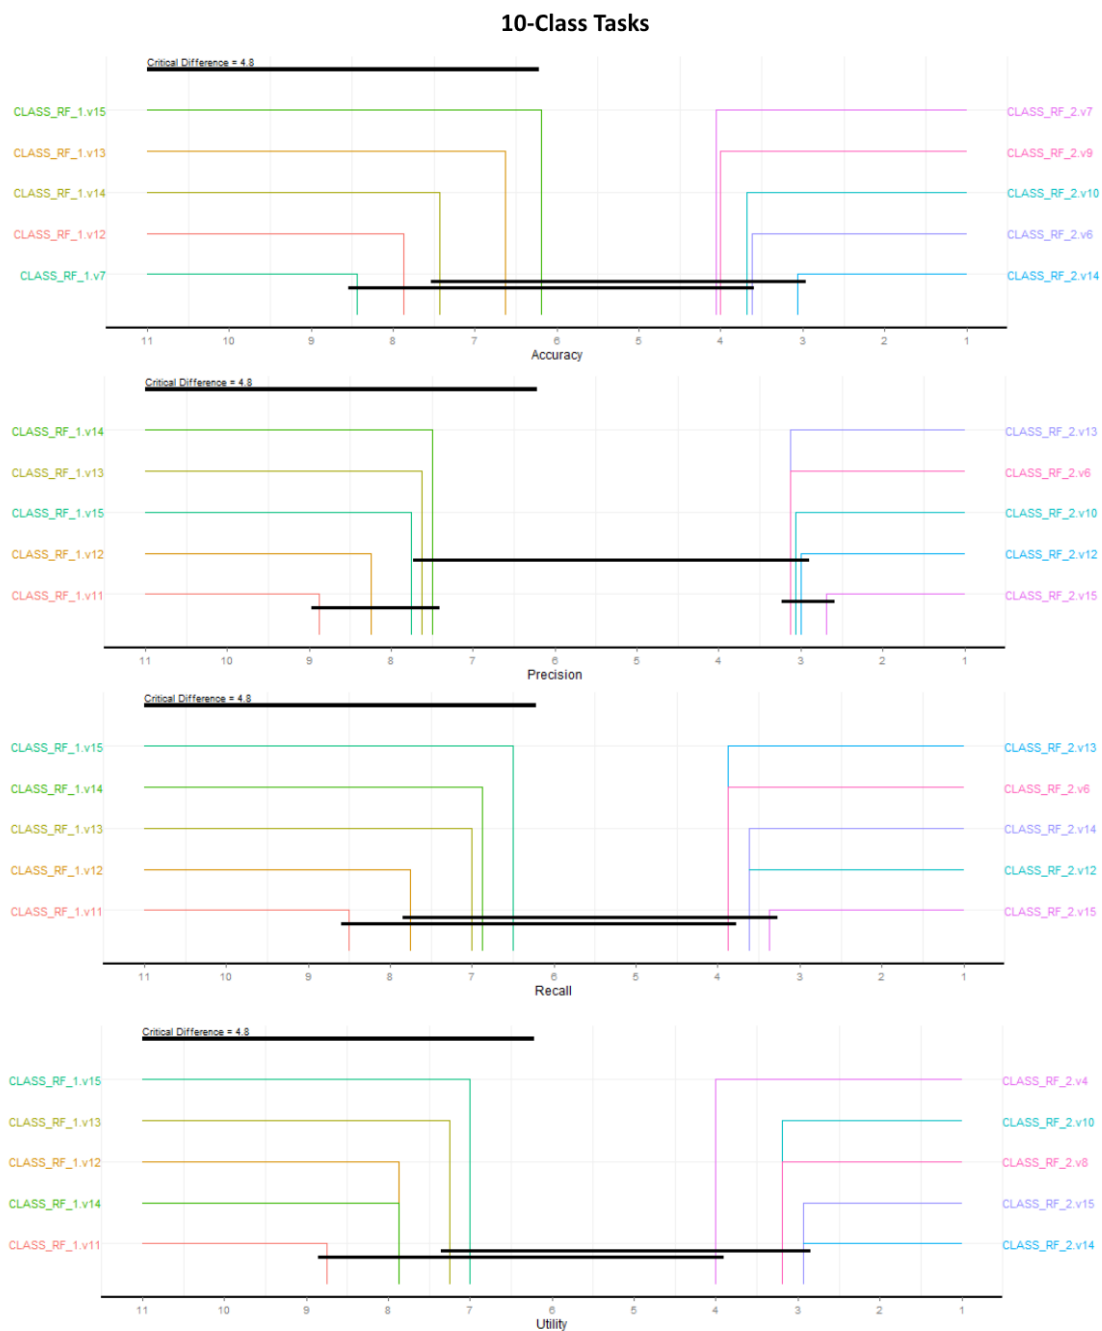 10-Class Tasks
Critical Difference = 4.8
CLASS_RF_1.v15 CLASS_RF_2.v7
CLASS_RF_1.v13 CLASS_RF_2.v9
CLASS_RF_1.v14 CLASS_RF_2.v10
CLASS_RF_1.v12 CLASS_RF_2.v6
CLASS_RF_1.v7 CLASS_RF_2.v14
11 10 9 8 7 6 5 4 3 2 1
Accuracy
Critical Difference = 4.8
CLASS_RF_1.v14 CLASS_RF_2.v13
CLASS_RF_1.v13 CLASS_RF_2.v6
CLASS_RF_1.v15 CLASS_RF_2.v10
CLASS_RF_1.v12 CLASS_RF_2.v12
CLASS_RF_1.v11 CLASS_RF_2.v15
11 10 9 8 7 6 5 4 3 2 1
Precision
Critical Difference = 4.8
CLASS_RF_1.v15 CLASS_RF_2.v13
CLASS_RF_1.v14 CLASS_RF_2.v6
CLASS_RF_1.v13 CLASS_RF_2.v14
CLASS_RF_1.v12 CLASS_RF_2.v12
CLASS_RF_1.v11 CLASS_RF_2.v15
11 10 9 8 7 6 5 4 3 2 1
Recall
Critical Difference = 4.8
CLASS_RF_1.v15 CLASS_RF_2.v4
CLASS_RF_1.v13 CLASS_RF_2.v10
CLASS_RF_1.v12 CLASS_RF_2.v8
CLASS_RF_1.v14 CLASS_RF_2.v15
CLASS_RF_1.v11 CLASS_RF_2.v14
11 10 9 8 7 6 5 4 3 2 1
Utility